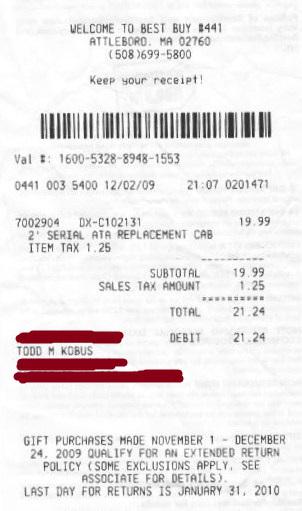 WELCOME TO BEST BUY #441
ATTLEBORO, MA 02760
(508)699-5800
Keep your receipt!
Val #: 1600-5328-8948-1553
0441 003 5400 12/02/09 21:07 0201471
7002904 DX-C102131 19.99
2' SERIAL ATA REPLACEMENT CAB
ITEM TAX 1.25
SUBTOTAL 19.99
SALES TAX AMOUNT 1.25
==========
TOTAL 21.24
DEBIT 21.24
TODD M KOBUS
GIFT PURCHASES MADE NOVEMBER 1 - DECEMBER
24, 2009 QUALIFY FOR AN EXTENDED RETURN
POLICY (SOME EXCLUSIONS APPLY, SEE
ASSOCIATE FOR DETAILS).
LAST DAY FOR RETURNS IS JANUARY 31, 2010